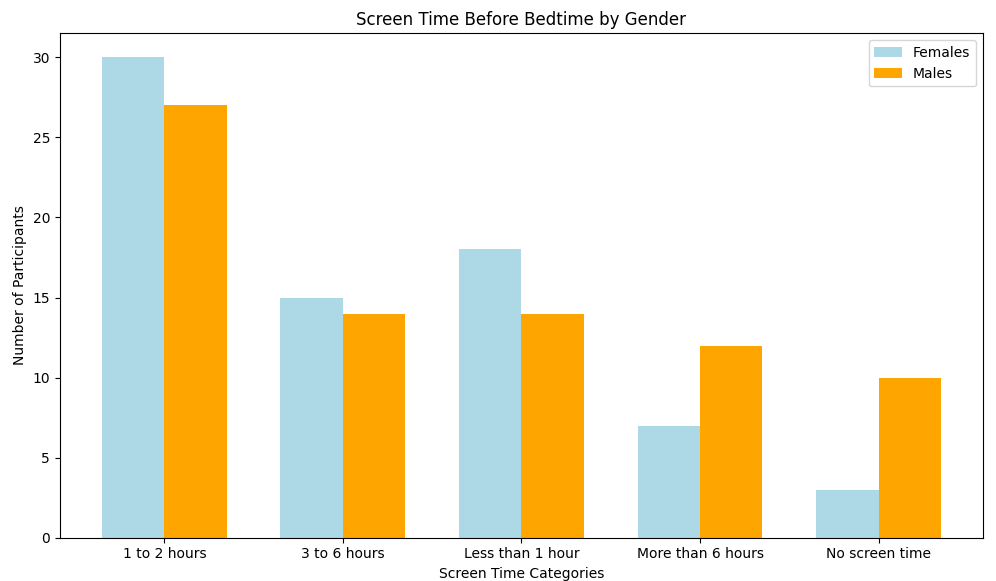 Screen Time Before Bedtime by Gender
Females
Males
Number of Participants
30
25
20
15
10
5
0
1 to 2 hours
3 to 6 hours
Less than 1 hour
More than 6 hours
No screen time
Screen Time Categories